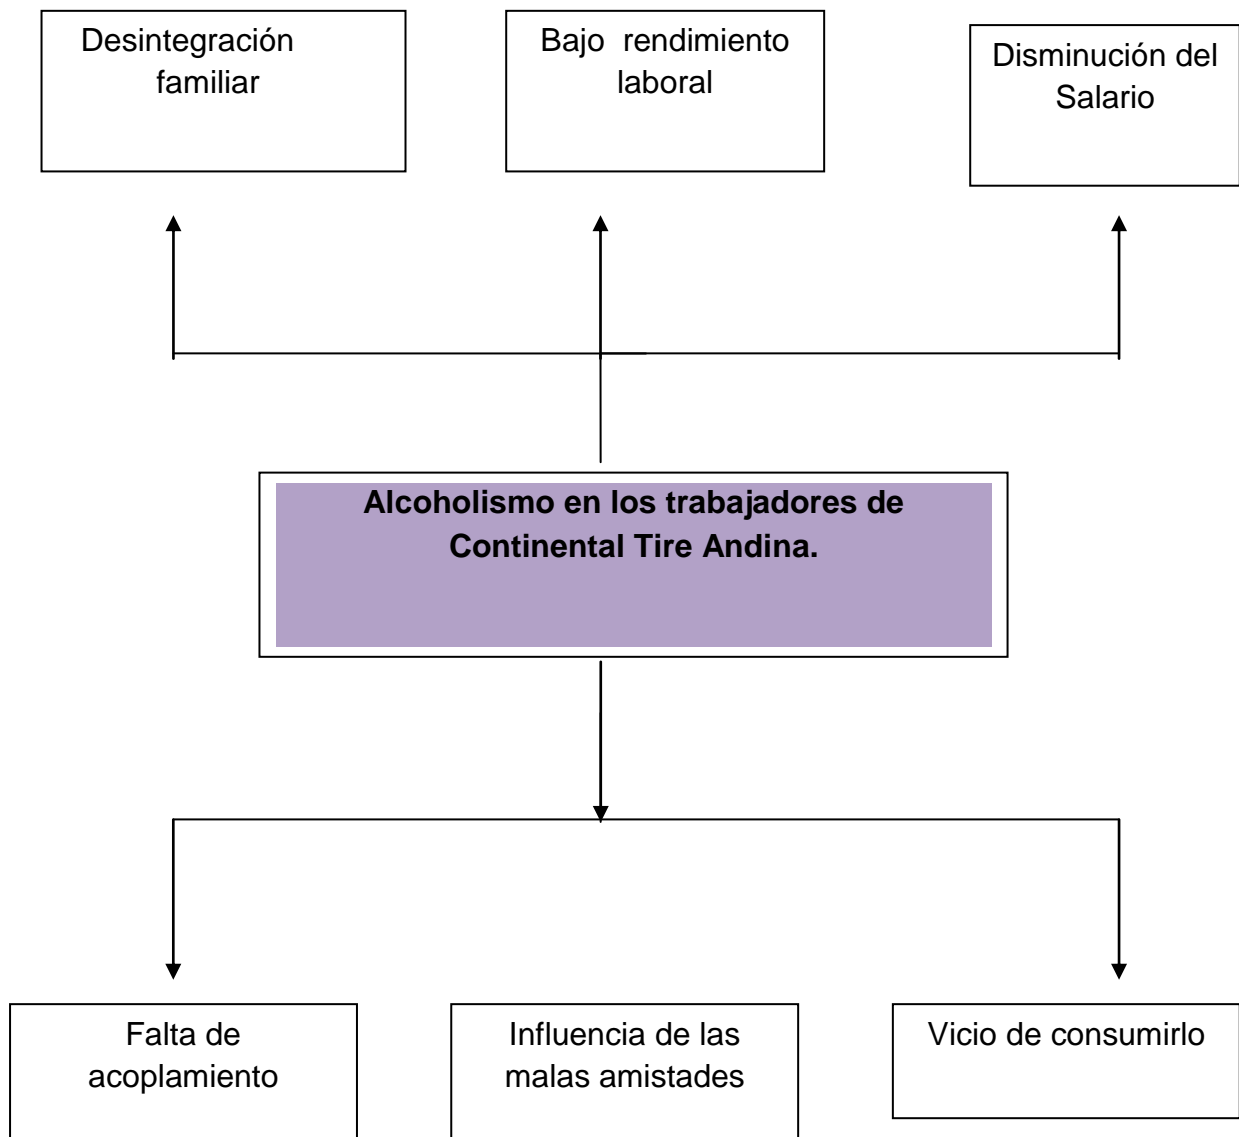 Desintegración
familiar
Bajo rendimiento
laboral
Disminución del
Salario
Alcoholismo en los trabajadores de
Continental Tire Andina.
Falta de
acoplamiento
Influencia de las
malas amistades
Vicio de consumirlo